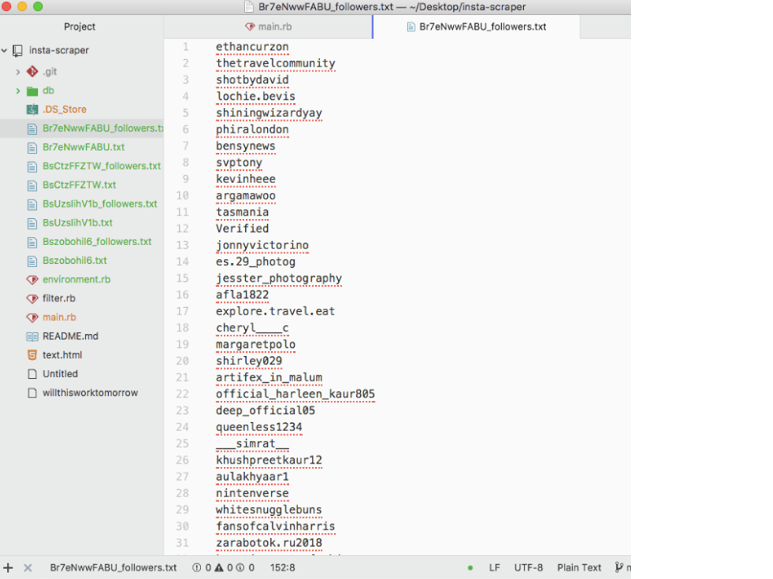 Br7eNwwFABU_followers.txt — ~/Desktop/insta-scraper
Project
main.rb
Br7eNwwFABU_followers.txt
insta-scraper
.git
db
.DS_Store
Br7eNwwFABU_followers.tx
Br7eNwwFABU.txt
BsCtzFFZTW_followers.txt
BsCtzFFZTW.txt
BsUzslihV1b_followers.txt
BsUzslihV1b.txt
Bszobohil6_followers.txt
Bszobohil6.txt
environment.rb
filter.rb
main.rb
README.md
text.html
Untitled
willthisworktomorrow
1 ethancurzon
2 thetravelcommunity
3 shotbydavid
4 lochie.bevis
5 shiningwizardyay
6 phiralondon
7 bensynews
8 svptony
9 kevinheee
10 argamawoo
11 tasmania
12 Verified
13 jonnyvictorino
14 es.29_photog
15 jesster_photography
16 afla1822
17 explore.travel.eat
18 cheryl____c
19 margaretpolo
20 shirley029
21 artifex_in_malum
22 official_harleen_kaur805
23 deep_official05
24 queenless1234
25 ___simrat__
26 khushpreetkaur12
27 aulakhyaar1
28 nintenverse
29 whitesnugglebuns
30 fansofcalvinharris
31 zarabotok.ru2018
Br7eNwwFABU_followers.txt 0 0 0 152:8 LF UTF-8 Plain Text